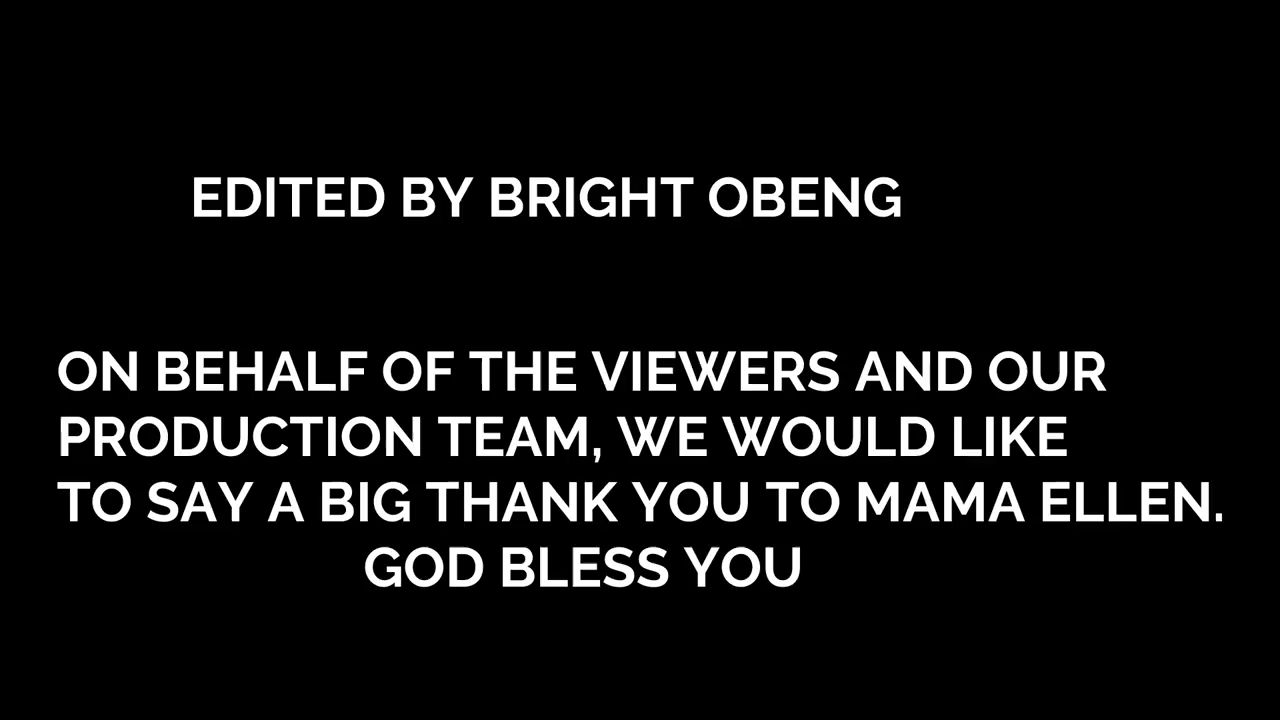 EDITED BY BRIGHT OBENG
ON BEHALF OF THE VIEWERS AND OUR
PRODUCTION TEAM, WE WOULD LIKE
TO SAY A BIG THANK YOU TO MAMA ELLEN.
GOD BLESS YOU